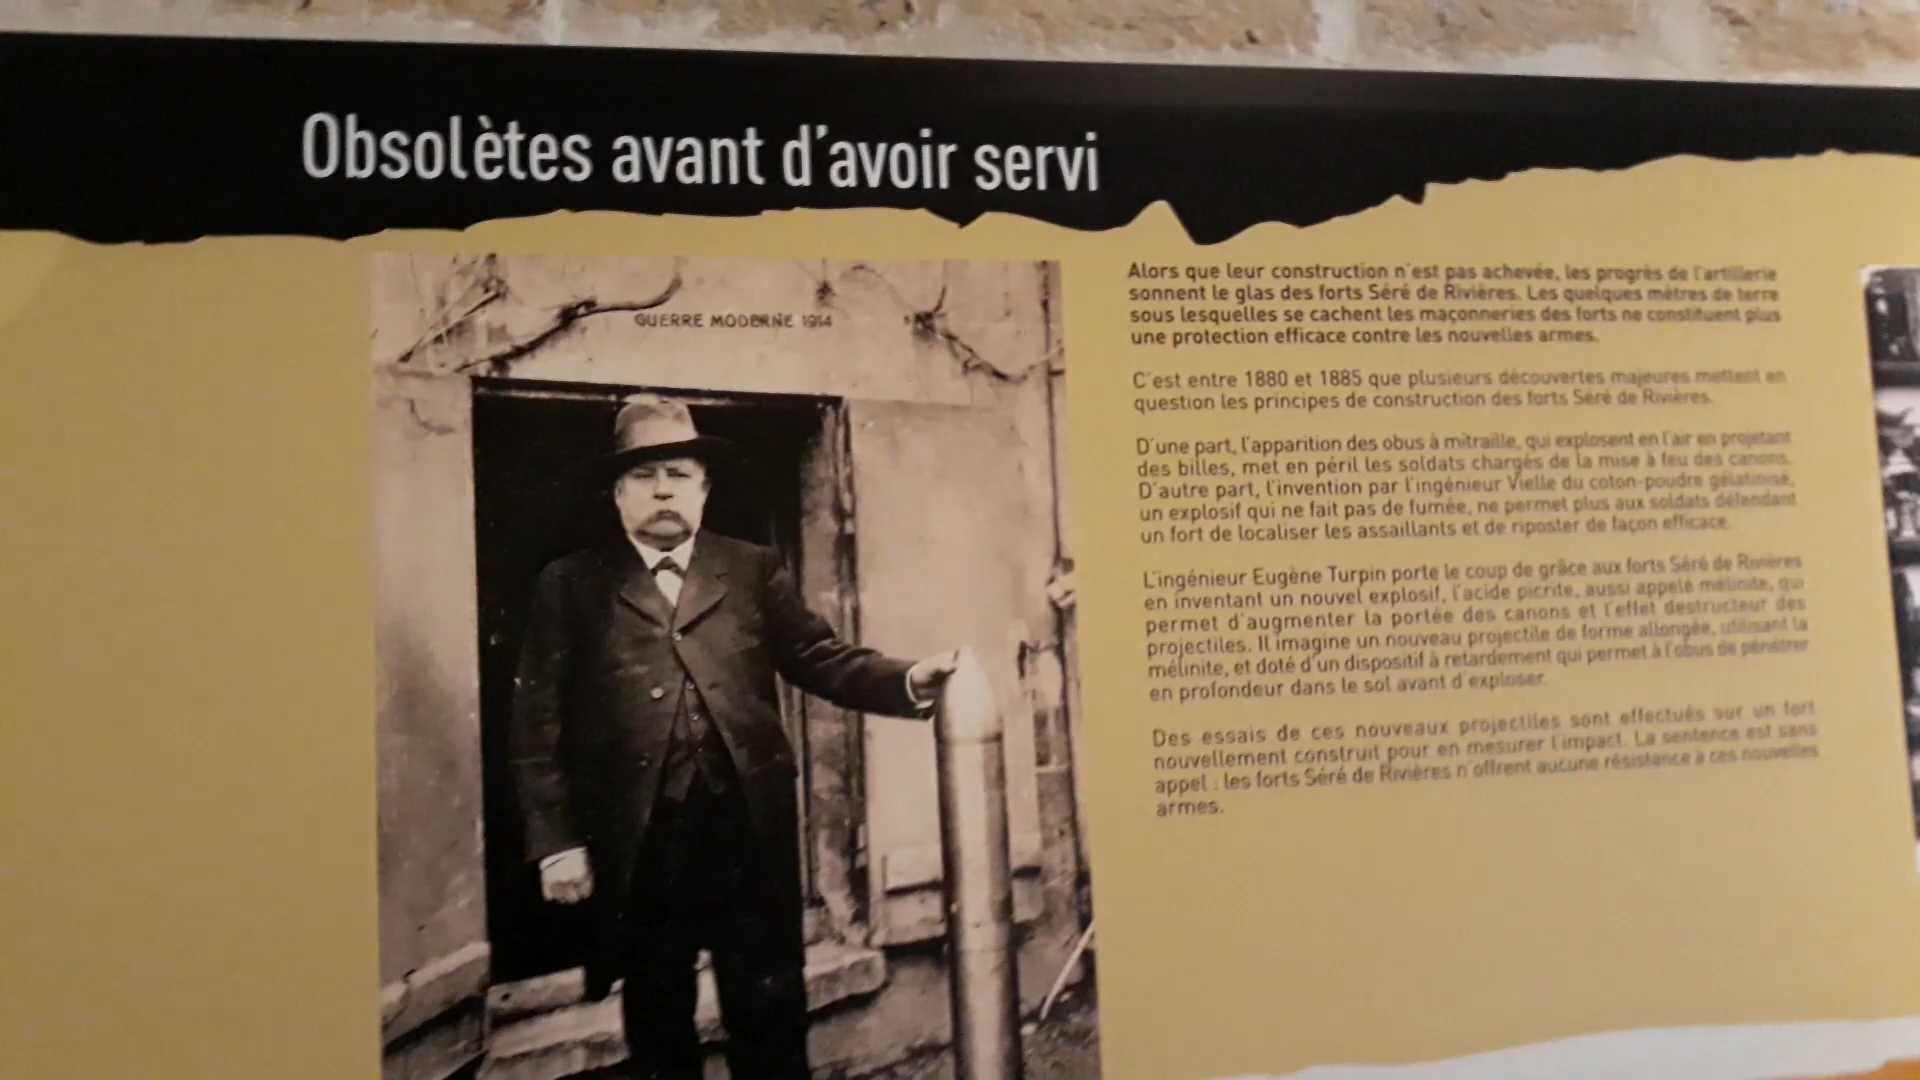 Obsolètes avant d'avoir servi
GUERRE MODERNE 1914
Alors que leur construction n'est pas achevée, les progrès de l'artillerie
sonnent le glas des forts Séré de Rivières. Les quelques mètres de terre
sous lesquelles se cachent les maçonneries des forts ne constituent plus
une protection efficace contre les nouvelles armes.
C'est entre 1880 et 1885 que plusieurs découvertes majeures mettent en
question les principes de construction des forts Séré de Rivières.
D'une part, l'apparition des obus à mitraille, qui explosent en l'air en projetant
des billes, met en péril les soldats chargés de la mise à feu des canons.
D'autre part, l'invention par l'ingénieur Vielle du coton-poudre gélatinisé,
un explosif qui ne fait pas de fumée, ne permet plus aux soldats défendant
un fort de localiser les assaillants et de riposter de façon efficace.
L'ingénieur Eugène Turpin porte le coup de grâce aux forts Séré de Rivières
en inventant un nouvel explosif, l'acide picrite, aussi appelé mélinite, qui
permet d'augmenter la portée des canons et l'effet destructeur des
projectiles. Il imagine un nouveau projectile de forme allongée, utilisant la
mélinite, et doté d'un dispositif à retardement qui permet à l'obus de pénétrer
en profondeur dans le sol avant d'exploser.
Des essais de ces nouveaux projectiles sont effectués sur un fort
nouvellement construit pour en mesurer l'impact. La sentence est sans
appel : les forts Séré de Rivières n'offrent aucune résistance à ces nouvelles
armes.